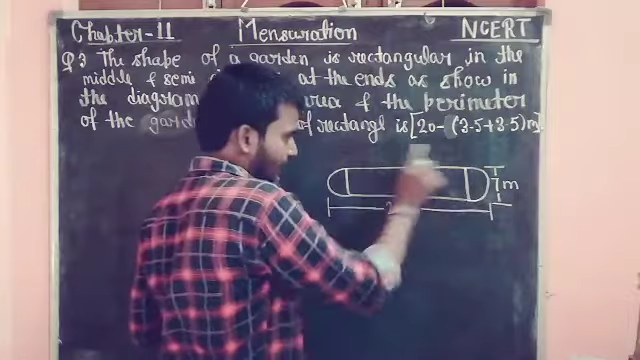 Chapter-11 Mensuration NCERT
Q3 The shape of a garden is rectangular in the
middle & semi at the ends as show in
the diagram area & the perimeter
of the garden of rectangl is [20-(3.5+3.5)m].
7m